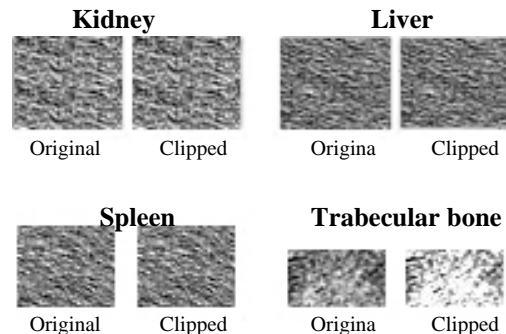 Kidney
Liver
Original Clipped
Origina Clipped
Spleen
Trabecular bone
Original Clipped
Origina Clipped